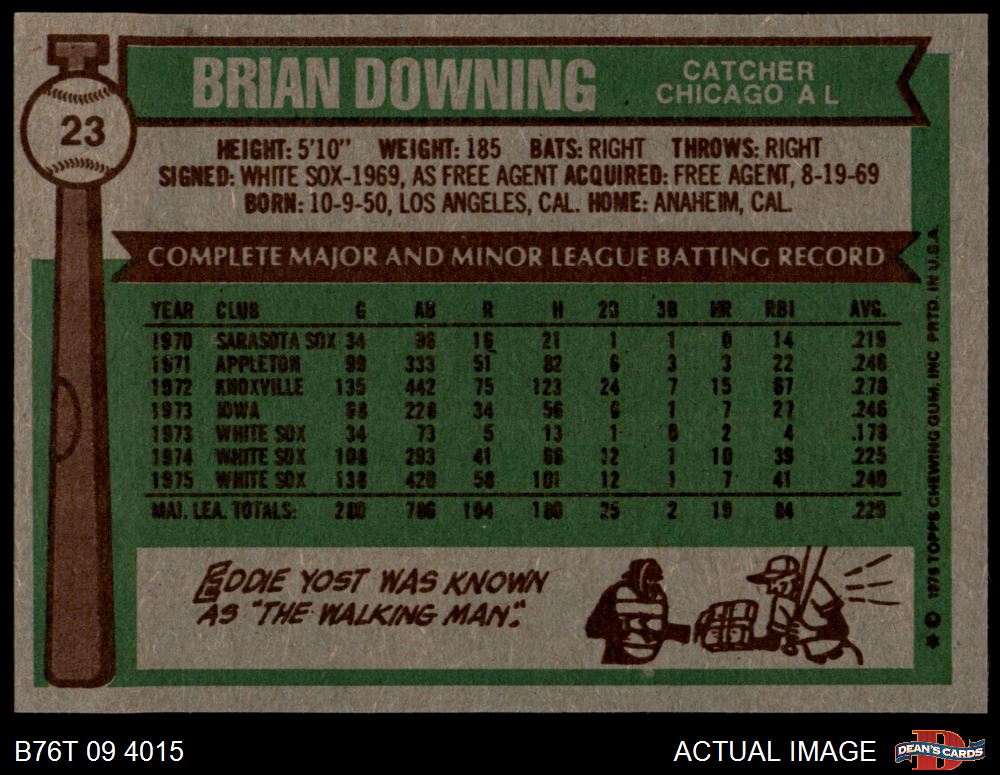 T
23
BRIAN DOWNING
CATCHER
CHICAGO A L
HEIGHT: 5'10" WEIGHT: 185 BATS: RIGHT THROWS: RIGHT
SIGNED: WHITE SOX-1969, AS FREE AGENT ACQUIRED: FREE AGENT, 8-19-69
BORN: 10-9-50, LOS ANGELES, CAL. HOME: ANAHEIM, CAL.
COMPLETE MAJOR AND MINOR LEAGUE BATTING RECORD
YEAR CLUB G AB R H 2B 3B HR RBI AVG.
1970 SARASOTA SOX 34 96 16 21 1 1 0 14 .219
1971 APPLETON 99 333 51 82 6 3 3 22 .246
1972 KNOXVILLE 135 442 75 123 24 7 15 67 .278
1973 IOWA 228 34 56 6 1 7 27 .246
1973 WHITE SOX 34 73 5 13 1 0 2 4 .178
1974 WHITE SOX 108 293 41 66 12 1 10 39 .225
1975 WHITE SOX 138 420 58 101 12 1 7 41 .240
MAJ. LEA. TOTALS: 280 786 104 180 25 2 19 84 .229
EDDIE YOST WAS KNOWN
AS "THE WALKING MAN."
* © 1976 TOPPS CHEWING GUM, INC PRTD. IN U.S.A.
B76T 09 4015
ACTUAL IMAGE
D
DEAN'S CARDS